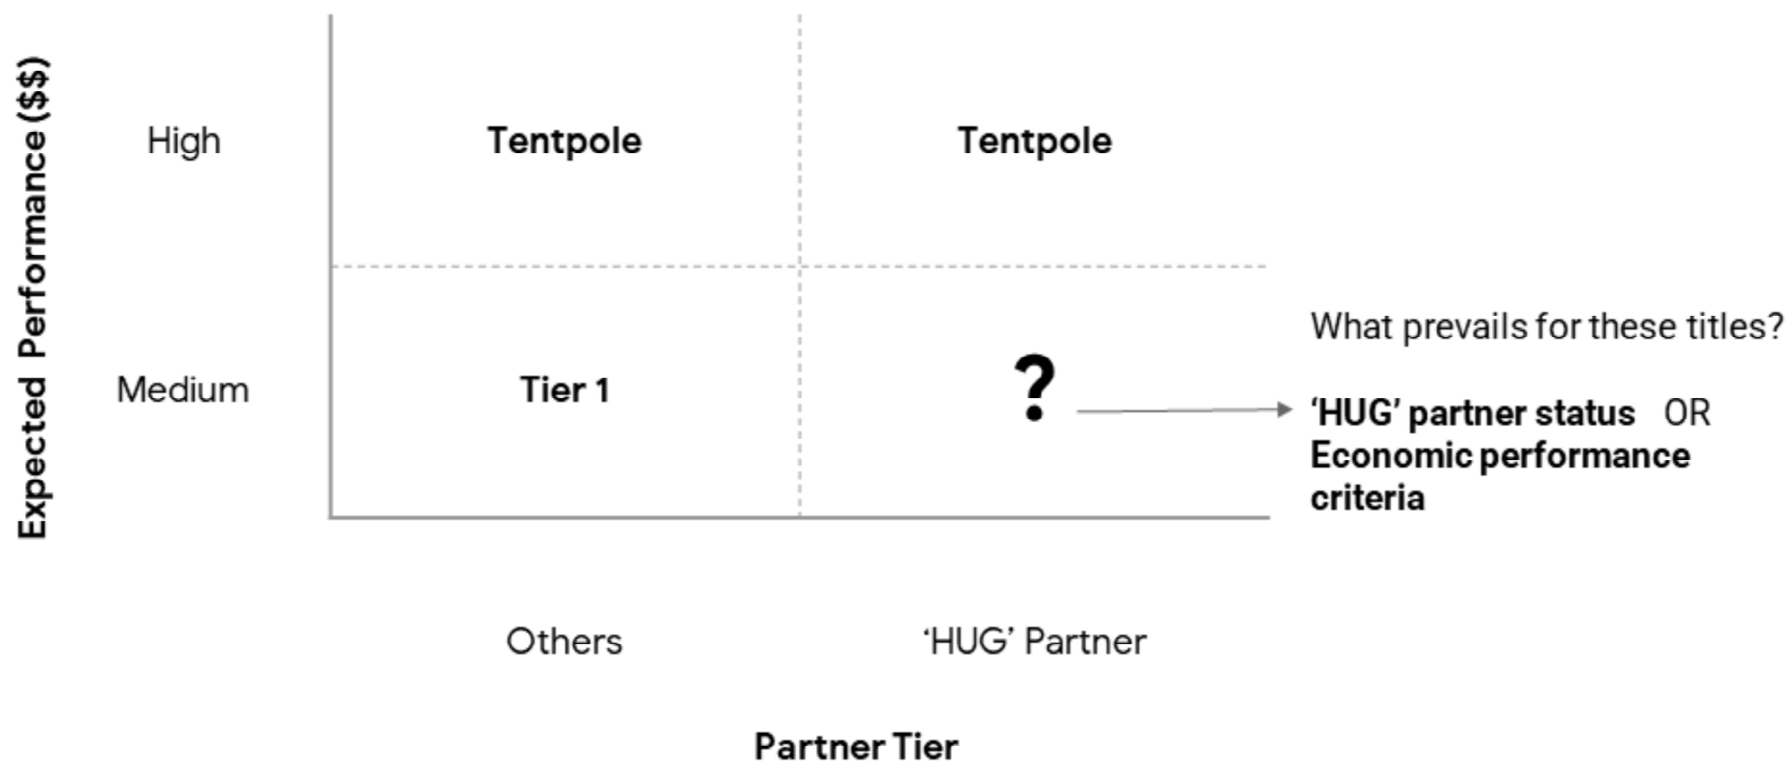 Expected Performance ($$)
High
Tentpole
Tentpole
Medium
Tier 1
?
What prevails for these titles?
‘HUG’ partner status OR
Economic performance
criteria
Others
‘HUG’ Partner
Partner Tier